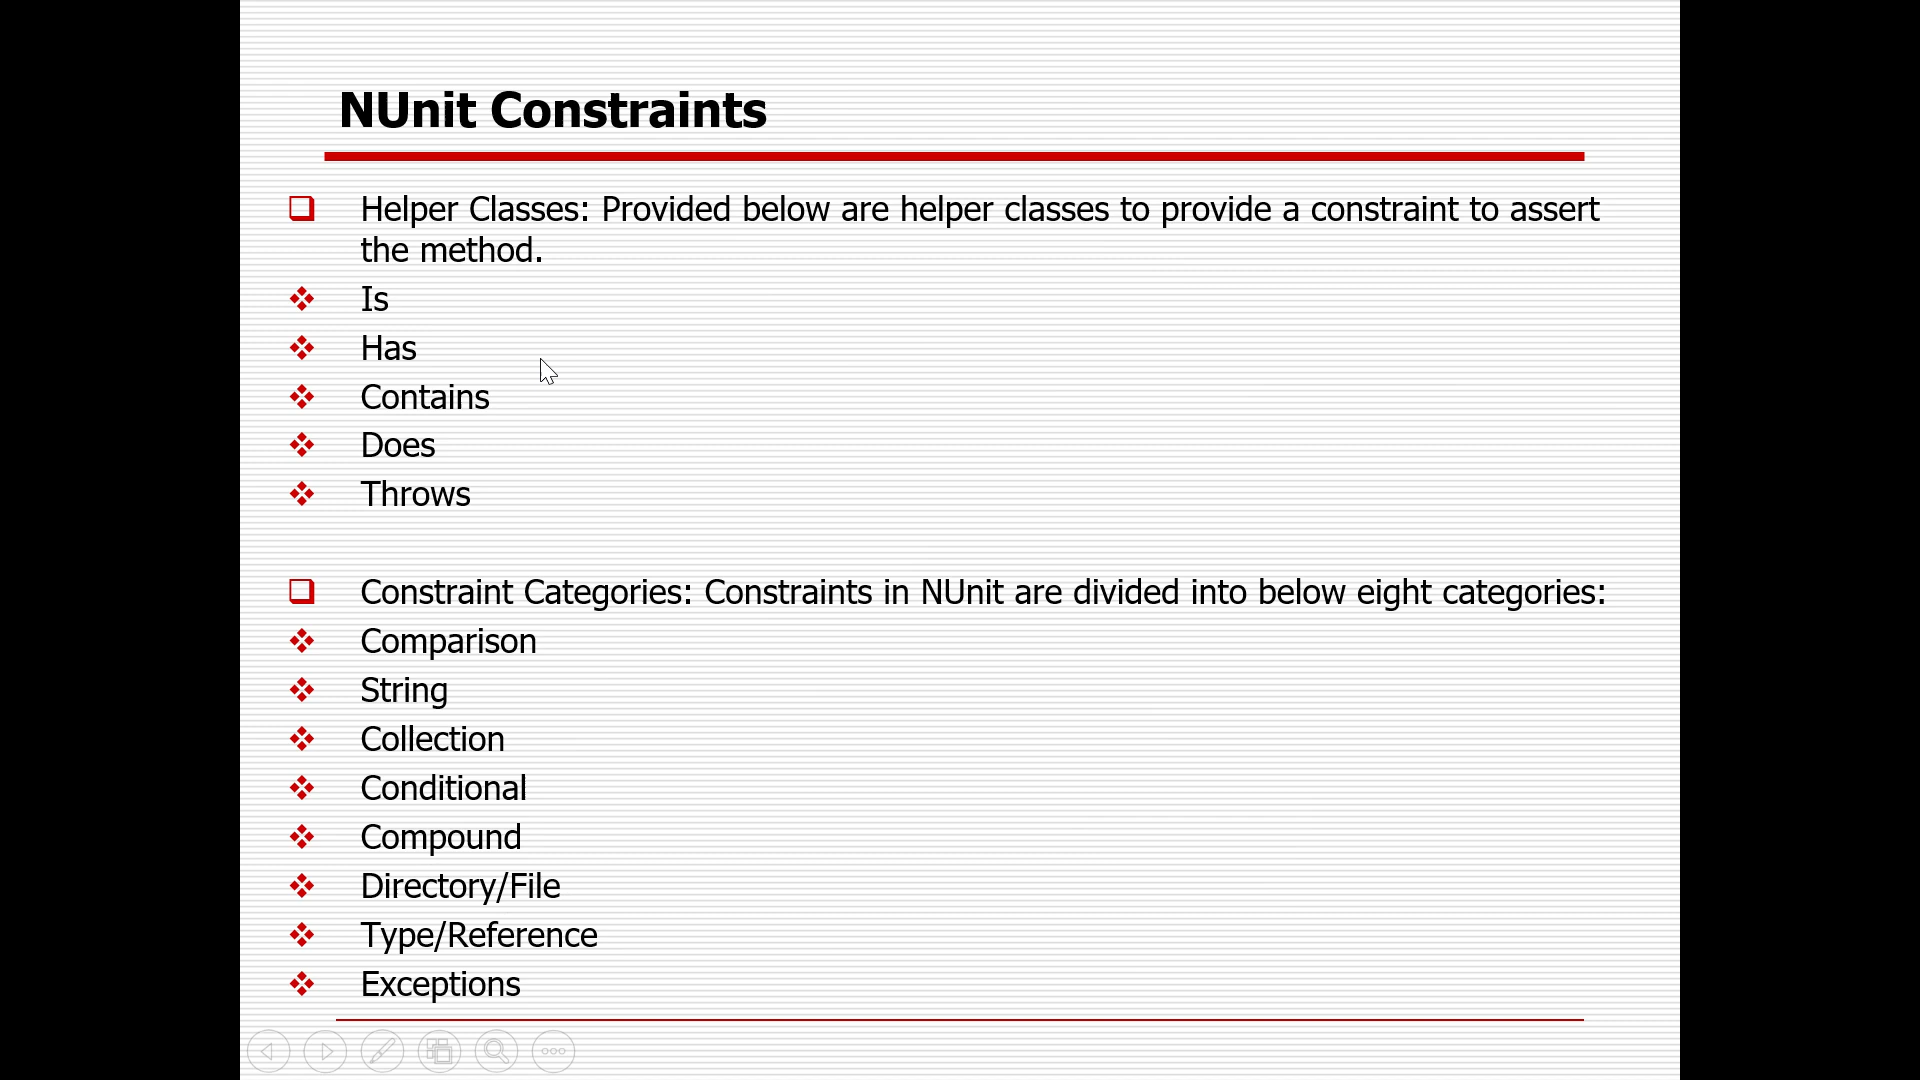 NUnit Constraints
Helper Classes: Provided below are helper classes to provide a constraint to assert
the method.
Is
Has
Contains
Does
Throws
Constraint Categories: Constraints in NUnit are divided into below eight categories:
Comparison
String
Collection
Conditional
Compound
Directory/File
Type/Reference
Exceptions